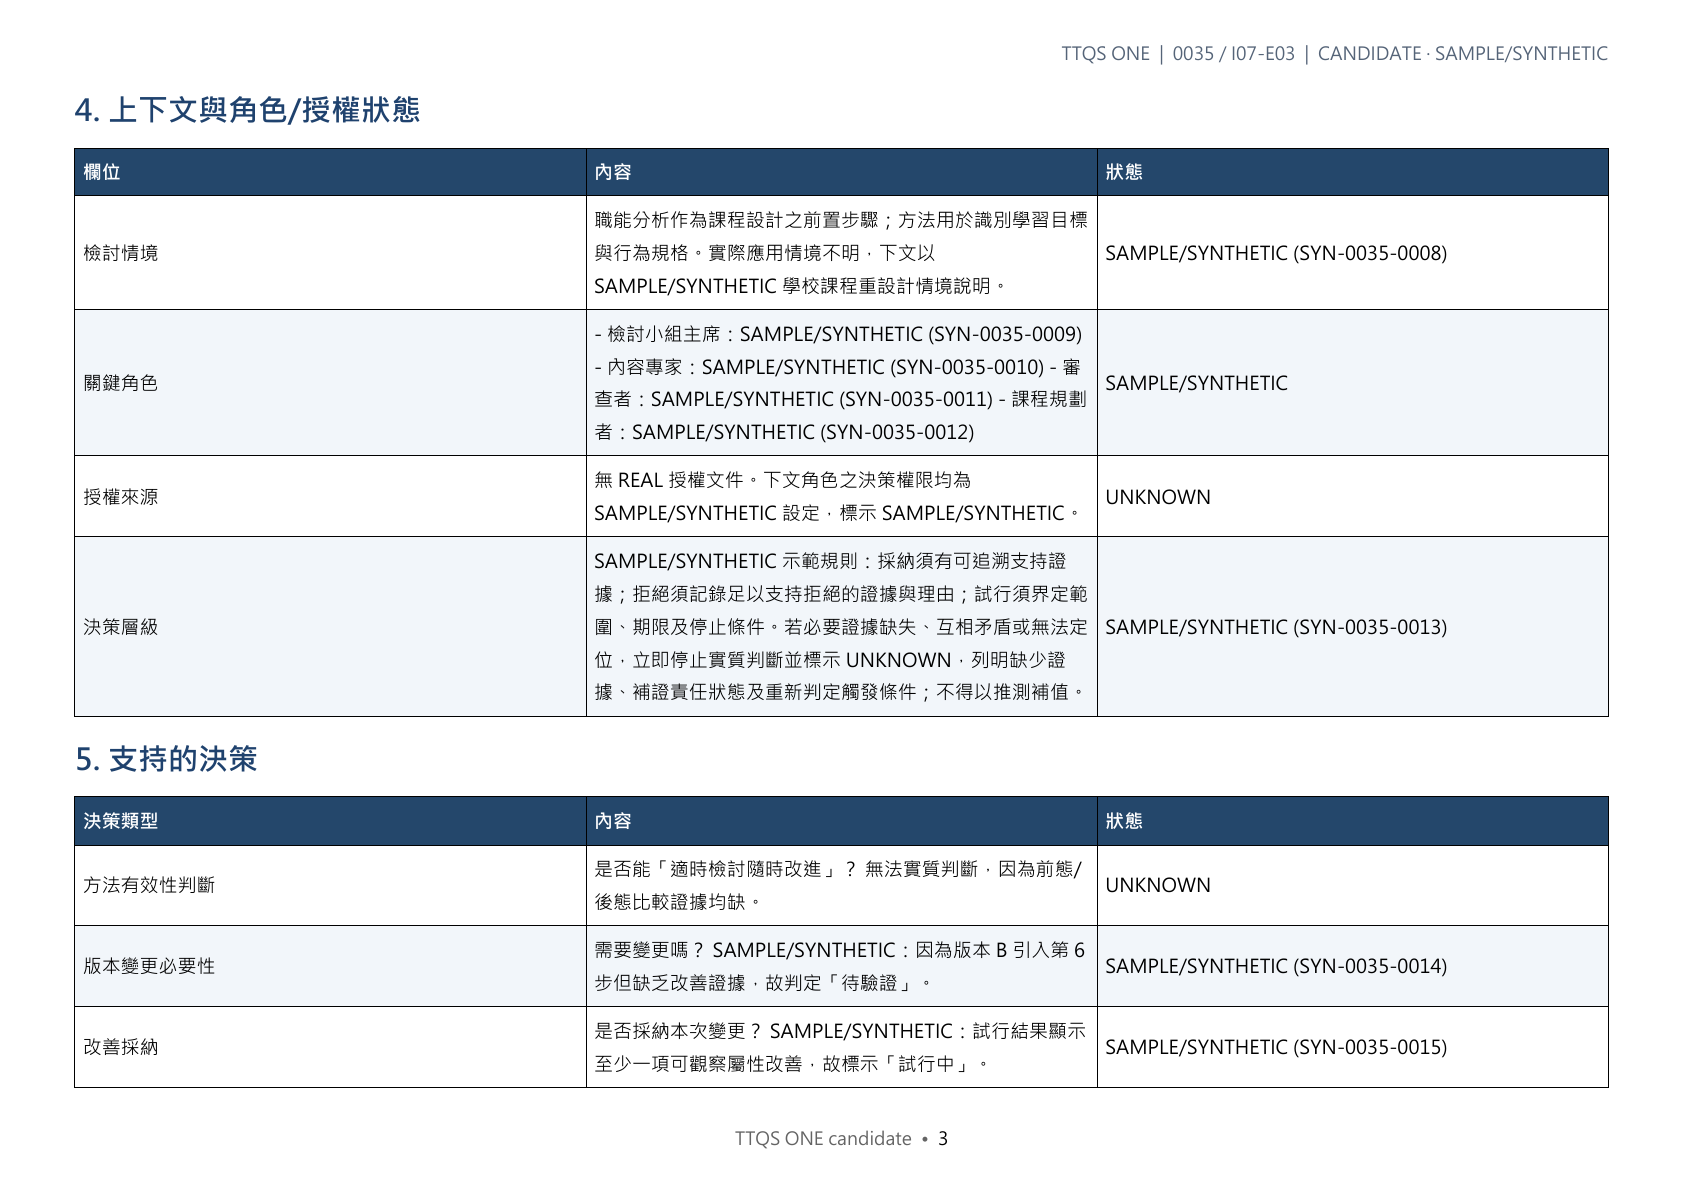 TTQS ONE | 0035 / I07-E03 | CANDIDATE · SAMPLE/SYNTHETIC
4. 上下文與角色/授權狀態
欄位
內容
狀態
檢討情境
職能分析作為課程設計之前置步驟；方法用於識別學習目標
與行為規格。實際應用情境不明，下文以
SAMPLE/SYNTHETIC 學校課程重設計情境說明。
SAMPLE/SYNTHETIC (SYN-0035-0008)
關鍵角色
- 檢討小組主席：SAMPLE/SYNTHETIC (SYN-0035-0009)
- 內容專家：SAMPLE/SYNTHETIC (SYN-0035-0010) - 審
查者：SAMPLE/SYNTHETIC (SYN-0035-0011) - 課程規劃
者：SAMPLE/SYNTHETIC (SYN-0035-0012)
SAMPLE/SYNTHETIC
授權來源
無 REAL 授權文件。下文角色之決策權限均為
SAMPLE/SYNTHETIC 設定，標示 SAMPLE/SYNTHETIC。
UNKNOWN
決策層級
SAMPLE/SYNTHETIC 示範規則：採納須有可追溯支持證
據；拒絕須記錄足以支持拒絕的證據與理由；試行須界定範
圍、期限及停止條件。若必要證據缺失、互相矛盾或無法定
位，立即停止實質判斷並標示 UNKNOWN，列明缺少證
據、補證責任狀態及重新判定觸發條件；不得以推測補值。
SAMPLE/SYNTHETIC (SYN-0035-0013)
5. 支持的決策
決策類型
內容
狀態
方法有效性判斷
是否能「適時檢討隨時改進」？ 無法實質判斷，因為前態/
後態比較證據均缺。
UNKNOWN
版本變更必要性
需要變更嗎？ SAMPLE/SYNTHETIC：因為版本 B 引入第 6
步但缺乏改善證據，故判定「待驗證」。
SAMPLE/SYNTHETIC (SYN-0035-0014)
改善採納
是否採納本次變更？ SAMPLE/SYNTHETIC：試行結果顯示
至少一項可觀察屬性改善，故標示「試行中」。
SAMPLE/SYNTHETIC (SYN-0035-0015)
TTQS ONE candidate • 3